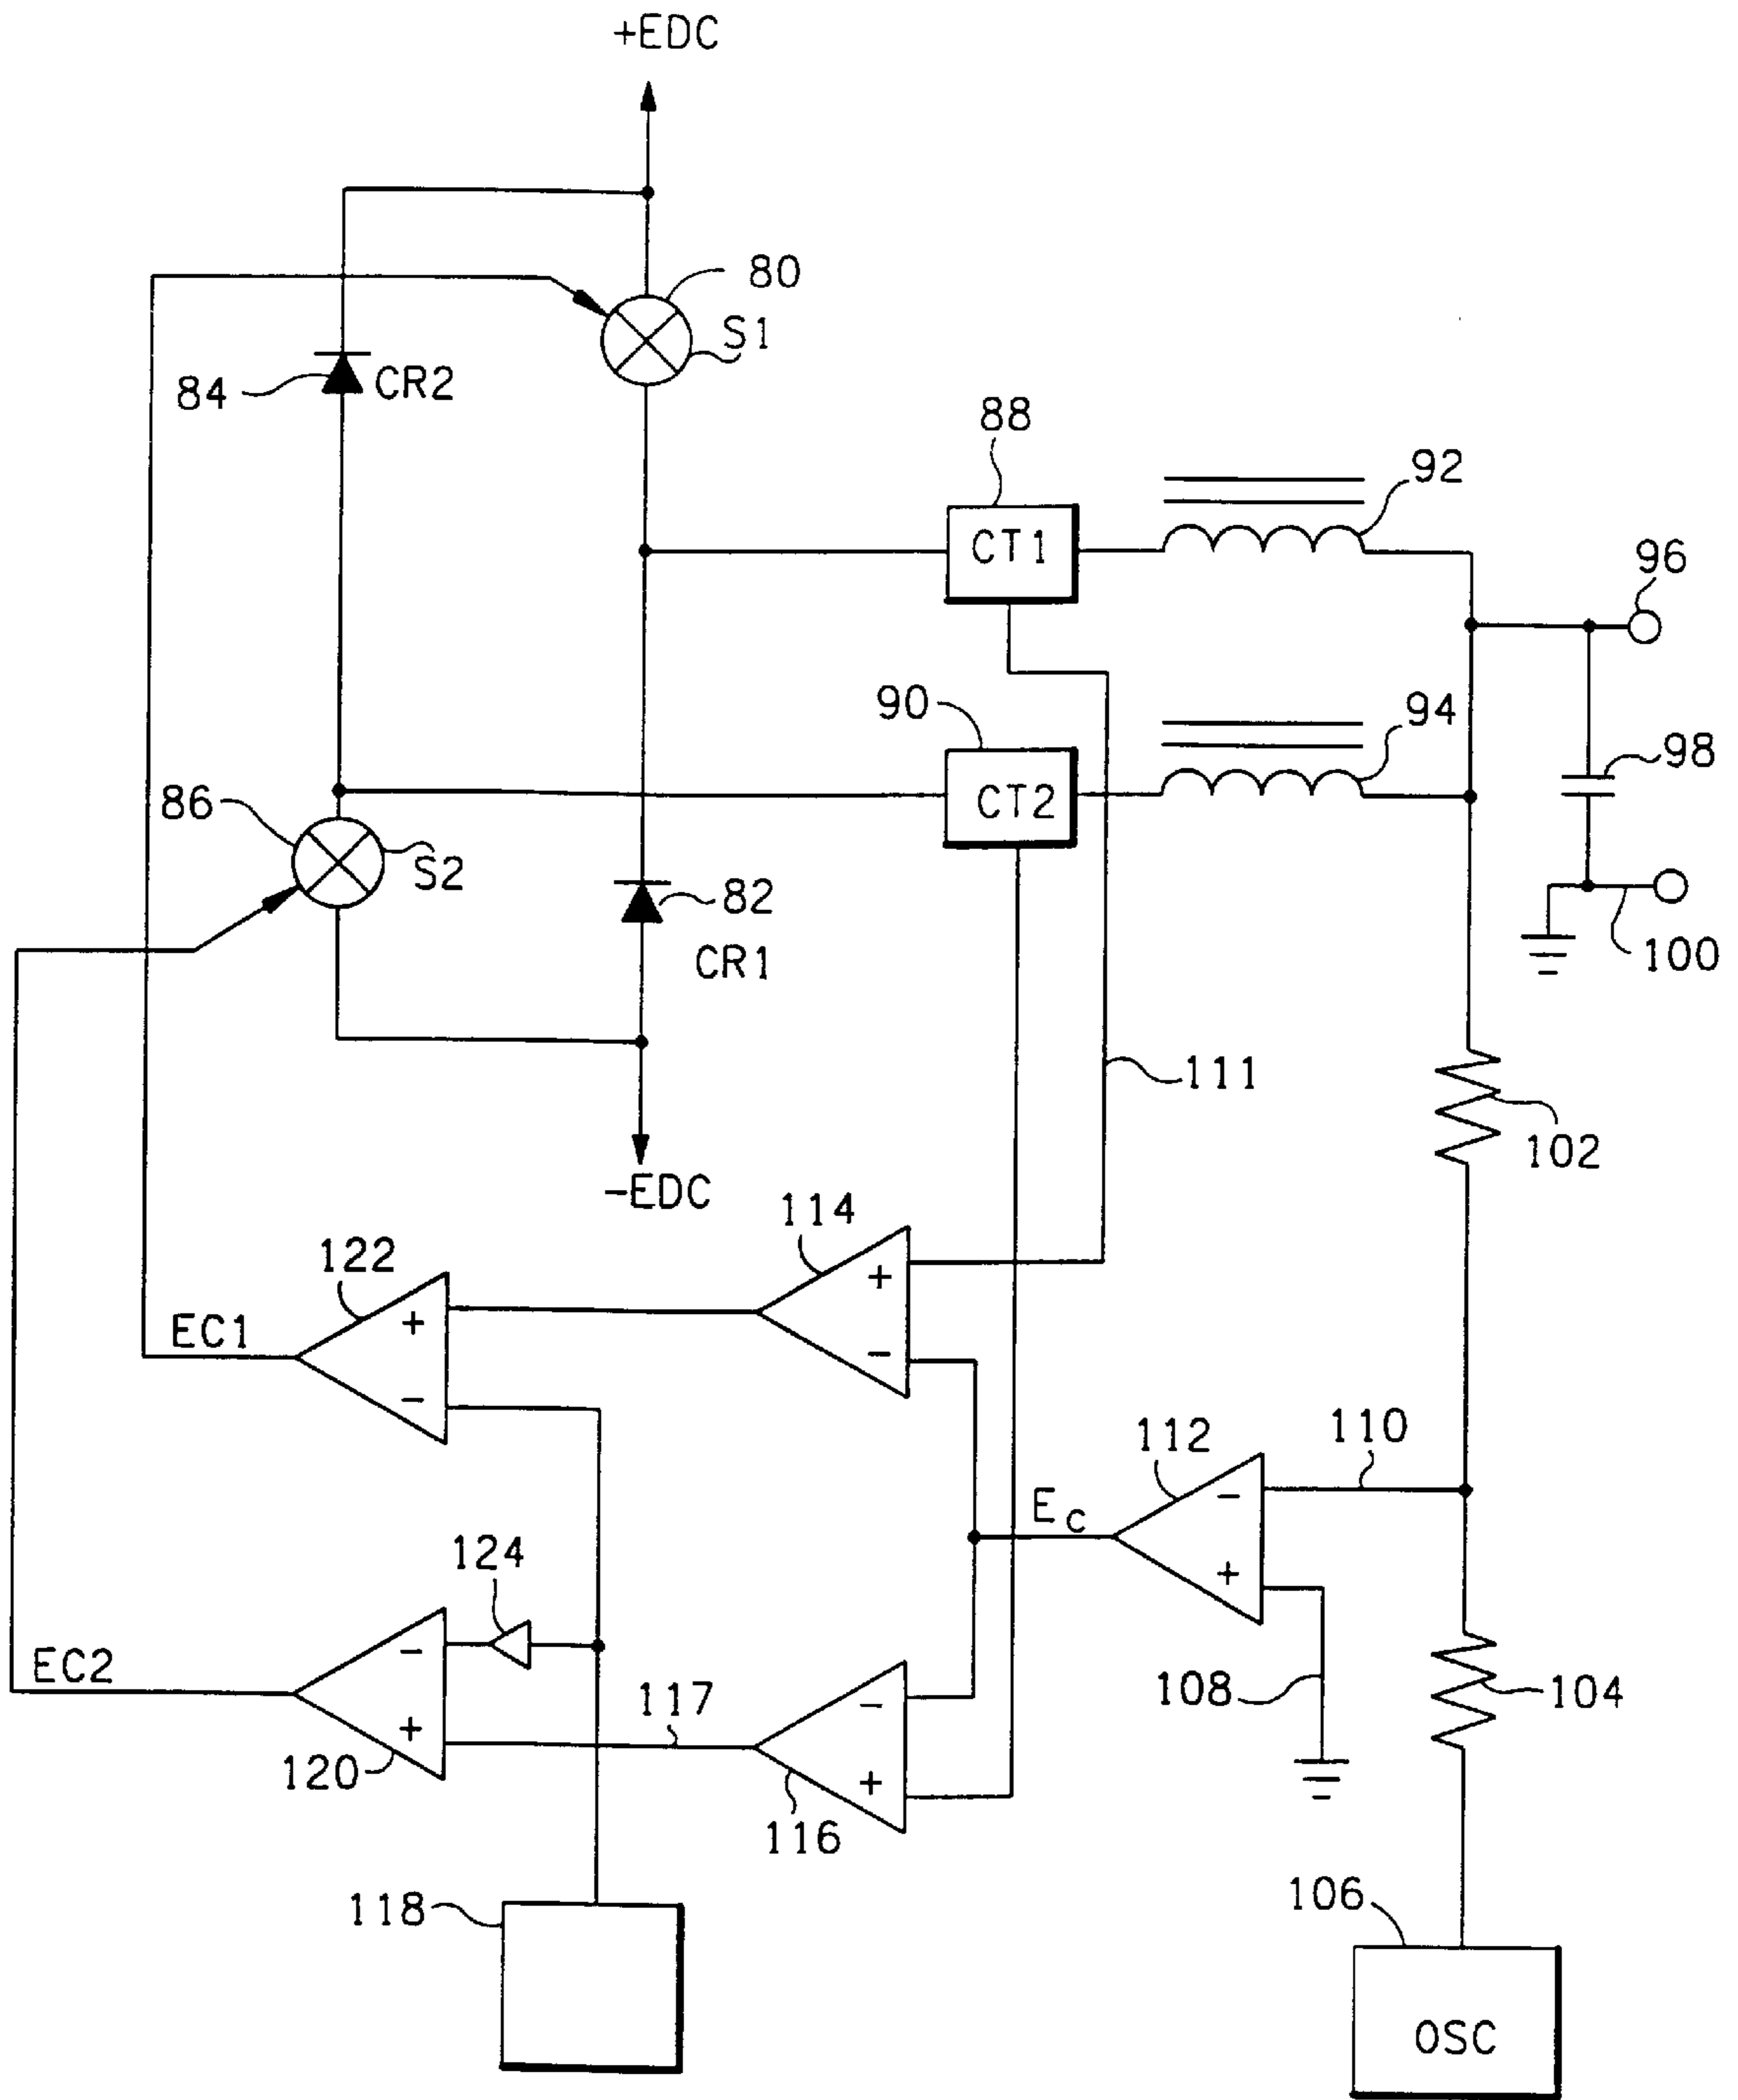 +EDC
80
S1
84
CR2
88
92
CT1
96
90
94
98
86
CT2
S2
82
100
CR1
111
102
-EDC
114
122
+
+
EC1
-
-
112
110
-
Ec
124
+
EC2
-
117
-
108
104
+
120
+
116
118
106
OSC